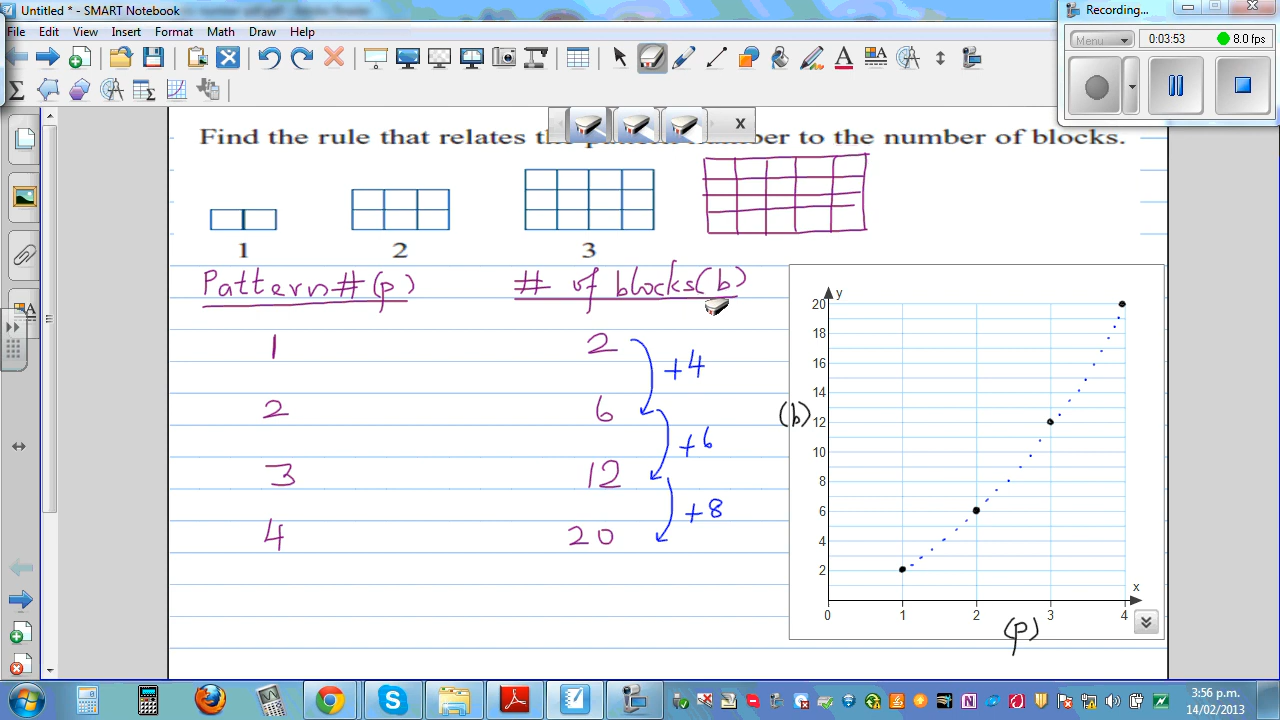 Untitled * - SMART Notebook
Recording...
File Edit View Insert Format Math Draw Help
Menu
0:03:53
8.0 fps
x
Find the rule that relates the number to the number of blocks.
1 2 3
Pattern # (p) # of blocks (b)
1 2
+4
2 6
+6
3 12
+8
4 20
y
20
18
16
14
(b) 12
10
8
6
4
2
x
0 1 2 3 4
(p)
3:56 p.m.
14/02/2013